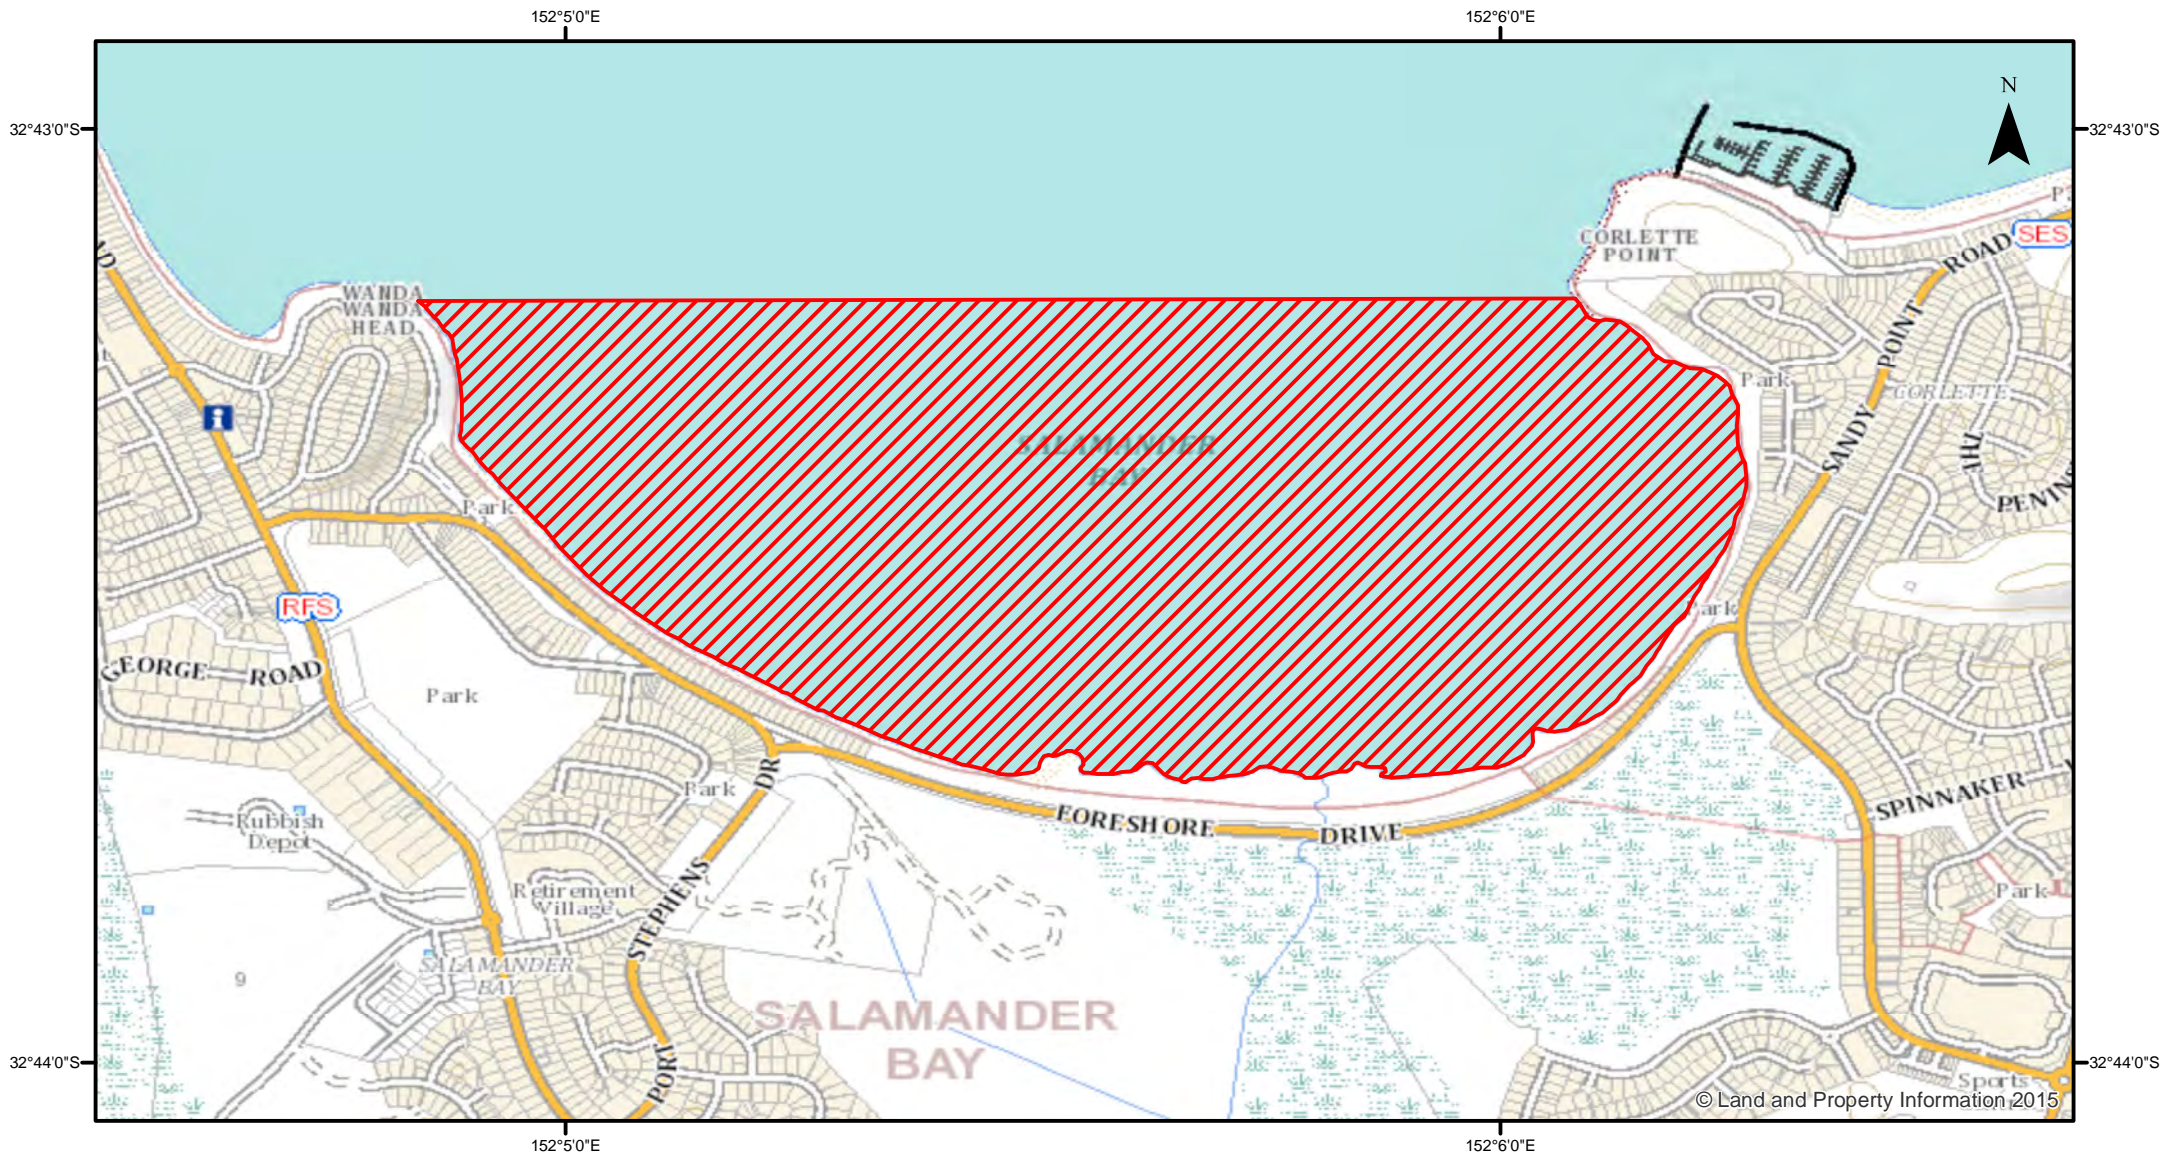 152°5'0"E
152°6'0"E
32°43'0"S
32°43'0"S
N
CORLETTE
POINT
ROAD
SES
WANDA
WANDA
HEAD
POINT
SANDY
Park
CORLETTE
THE
SALAMANDER
BAY
Park
RFS
Park
GEORGE ROAD
Park
DR
Park
SPINNAKER
FORESHORE DRIVE
Rubbish
Depot
STEPHENS
Retirement
Village
Park
SALAMANDER
BAY
9
SALAMANDER
BAY
PORT
32°44'0"S
32°44'0"S
Sports
© Land and Property Information 2015
152°5'0"E
152°6'0"E